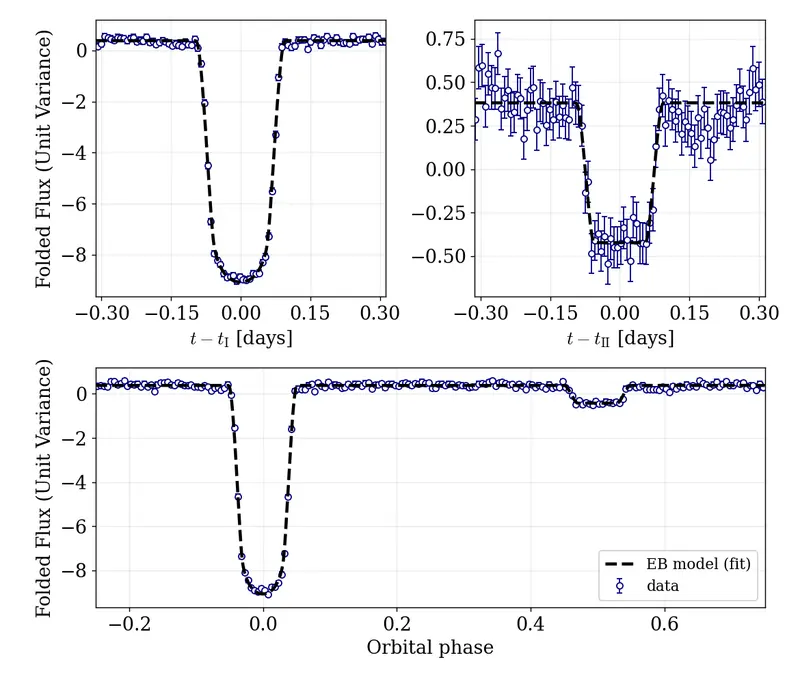 Folded Flux (Unit Variance)
0
−2
−4
−6
−8
−0.30 −0.15 0.00 0.15 0.30
t − tI [days]
0.75
0.50
0.25
0.00
−0.25
−0.50
−0.30 −0.15 0.00 0.15 0.30
t − tII [days]
Folded Flux (Unit Variance)
0
−2
−4
−6
−8
−0.2 0.0 0.2 0.4 0.6
Orbital phase
EB model (fit)
data